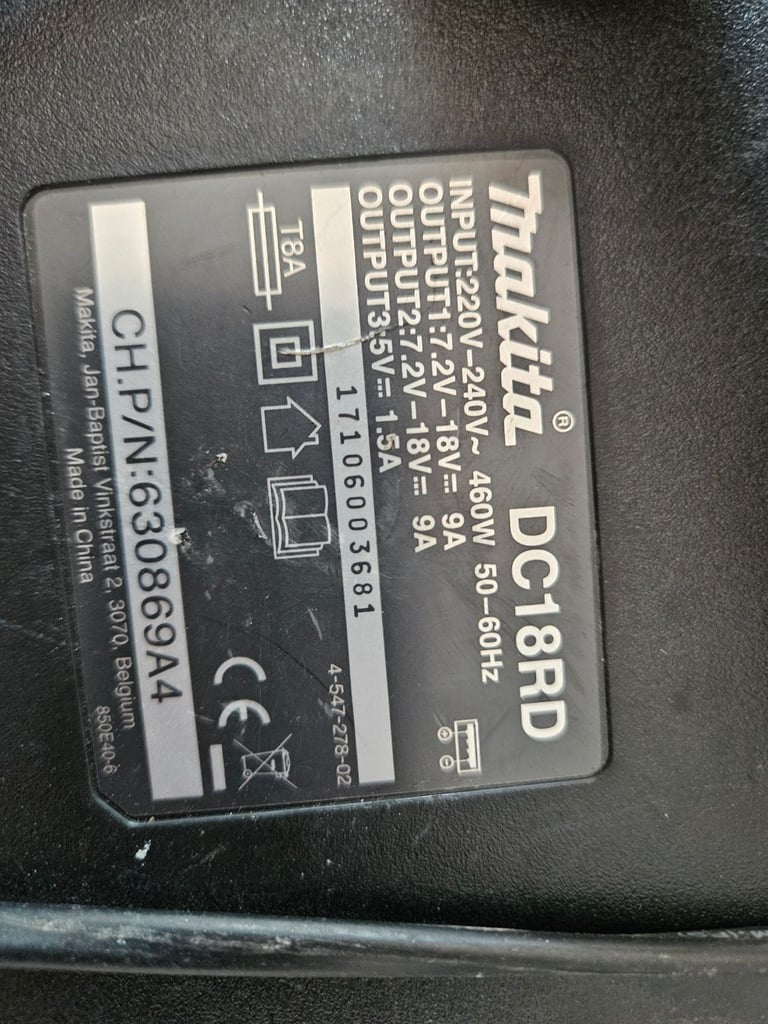 makita® DC18RD
INPUT:220V–240V~ 460W 50–60Hz
OUTPUT1:7.2V–18V⎓ 9A
OUTPUT2:7.2V–18V⎓ 9A
OUTPUT3:5V⎓ 1.5A
17106003681
4-547-278-02
T8A
CE
CH.P/N:630869A4
Makita, Jan-Baptist Vinkstraat 2, 3070, Belgium
Made in China
850E40-6